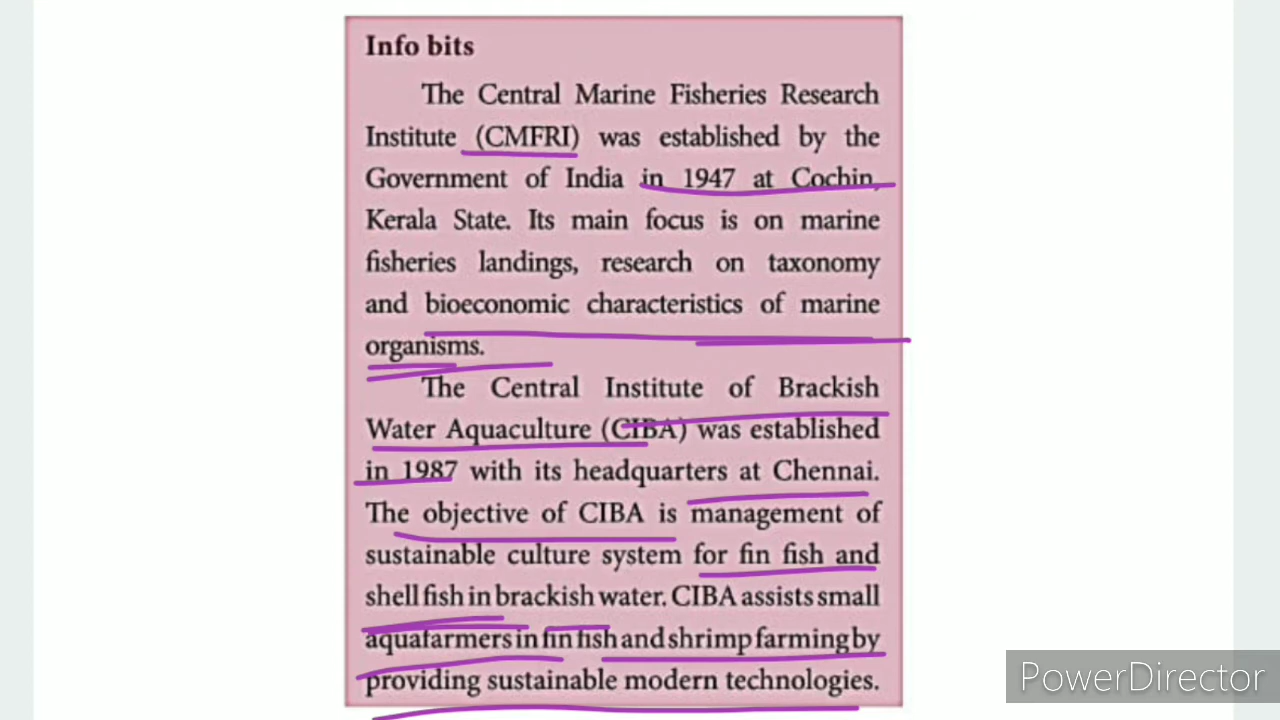 Info bits
The Central Marine Fisheries Research
Institute (CMFRI) was established by the
Government of India in 1947 at Cochin,
Kerala State. Its main focus is on marine
fisheries landings, research on taxonomy
and bioeconomic characteristics of marine
organisms.
The Central Institute of Brackish
Water Aquaculture (CIBA) was established
in 1987 with its headquarters at Chennai.
The objective of CIBA is management of
sustainable culture system for fin fish and
shell fish in brackish water. CIBA assists small
aquafarmers in fin fish and shrimp farming by
providing sustainable modern technologies.
PowerDirector